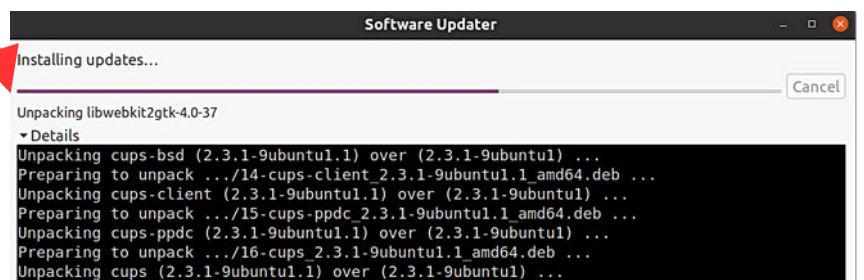 Software Updater
Installing updates...
Cancel
Unpacking libwebkit2gtk-4.0-37
Details
Unpacking cups-bsd (2.3.1-9ubuntu1.1) over (2.3.1-9ubuntu1) ...
Preparing to unpack .../14-cups-client_2.3.1-9ubuntu1.1_amd64.deb ...
Unpacking cups-client (2.3.1-9ubuntu1.1) over (2.3.1-9ubuntu1) ...
Preparing to unpack .../15-cups-ppdc_2.3.1-9ubuntu1.1_amd64.deb ...
Unpacking cups-ppdc (2.3.1-9ubuntu1.1) over (2.3.1-9ubuntu1) ...
Preparing to unpack .../16-cups_2.3.1-9ubuntu1.1_amd64.deb ...
Unpacking cups (2.3.1-9ubuntu1.1) over (2.3.1-9ubuntu1) ...